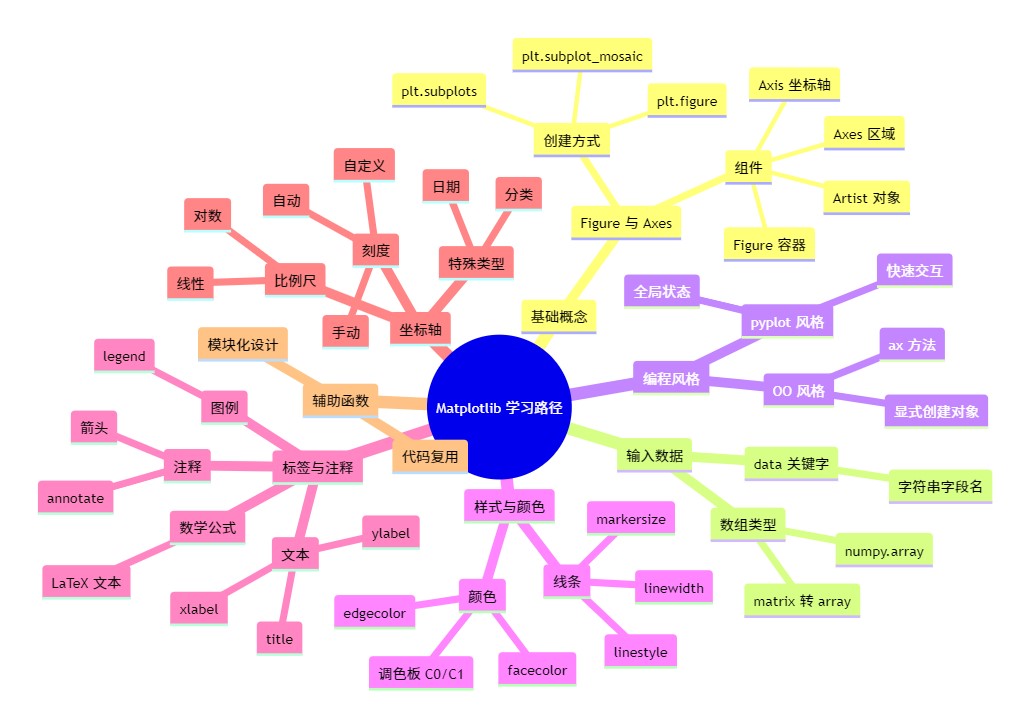 Matplotlib 学习路径
基础概念
Figure 与 Axes
创建方式
plt.subplots
plt.subplot_mosaic
plt.figure
组件
Axis 坐标轴
Axes 区域
Artist 对象
Figure 容器
编程风格
pyplot 风格
全局状态
快速交互
OO 风格
ax 方法
显式创建对象
输入数据
data 关键字
字符串字段名
数组类型
numpy.array
matrix 转 array
样式与颜色
线条
markersize
linewidth
linestyle
颜色
edgecolor
调色板 C0/C1
facecolor
标签与注释
文本
ylabel
xlabel
title
数学公式
LaTeX 文本
注释
箭头
annotate
图例
legend
辅助函数
模块化设计
代码复用
坐标轴
比例尺
对数
线性
刻度
自动
自定义
手动
特殊类型
日期
分类